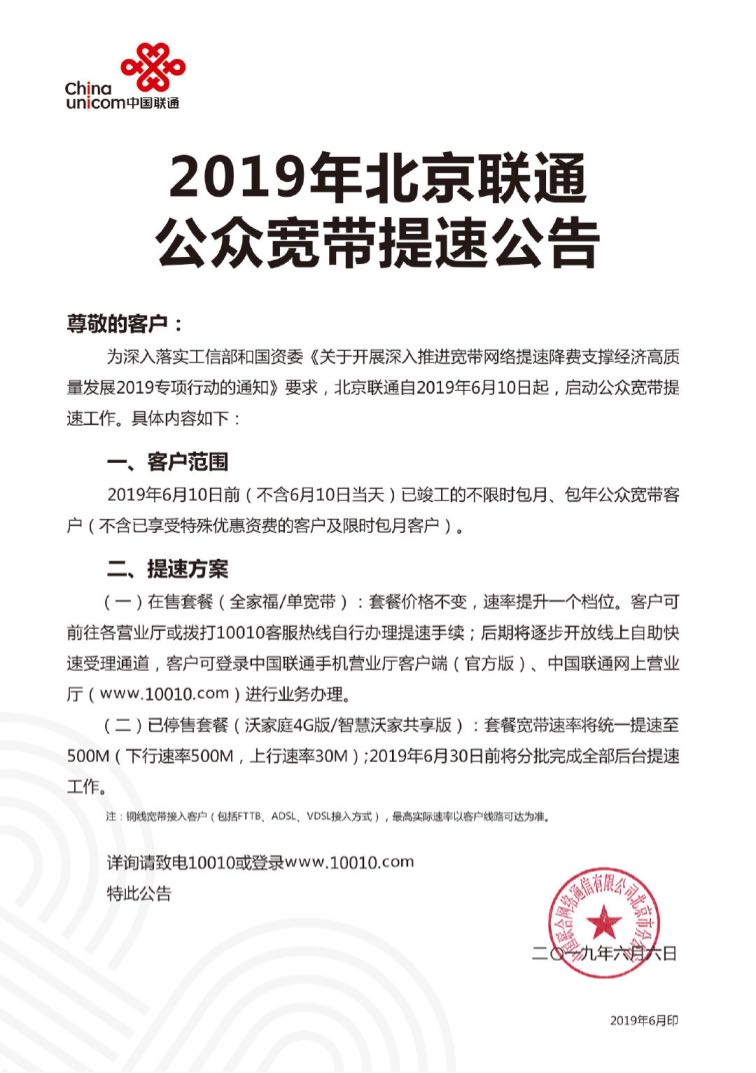 China
unicom中国联通
2019年北京联通
公众宽带提速公告
尊敬的客户：
为深入落实工信部和国资委《关于开展深入推进宽带网络提速降费支撑经济高质
量发展2019专项行动的通知》要求，北京联通自2019年6月10日起，启动公众宽带提
速工作。具体内容如下：
一、客户范围
2019年6月10日前（不含6月10日当天）已竣工的不限时包月、包年公众宽带客
户（不含已享受特殊优惠资费的客户及限时包月客户）。
二、提速方案
（一）在售套餐（全家福/单宽带）：套餐价格不变，速率提升一个档位。客户可
前往各营业厅或拨打10010客服热线自行办理提速手续；后期将逐步开放线上自助快
速受理通道，客户可登录中国联通手机营业厅客户端（官方版）、中国联通网上营业
厅（www.10010.com）进行业务办理。
（二）已停售套餐（沃家庭4G版/智慧沃家共享版）：套餐宽带速率将统一提速至
500M（下行速率500M，上行速率30M）;2019年6月30日前将分批完成全部后台提速
工作。
注：铜线宽带接入客户（包括FTTB、ADSL、VDSL接入方式），最高实际速率以客户线路可达为准。
详询请致电10010或登录www.10010.com
特此公告
中国联合网络通信有限公司北京市分公司
二〇一九年六月六日
2019年6月印